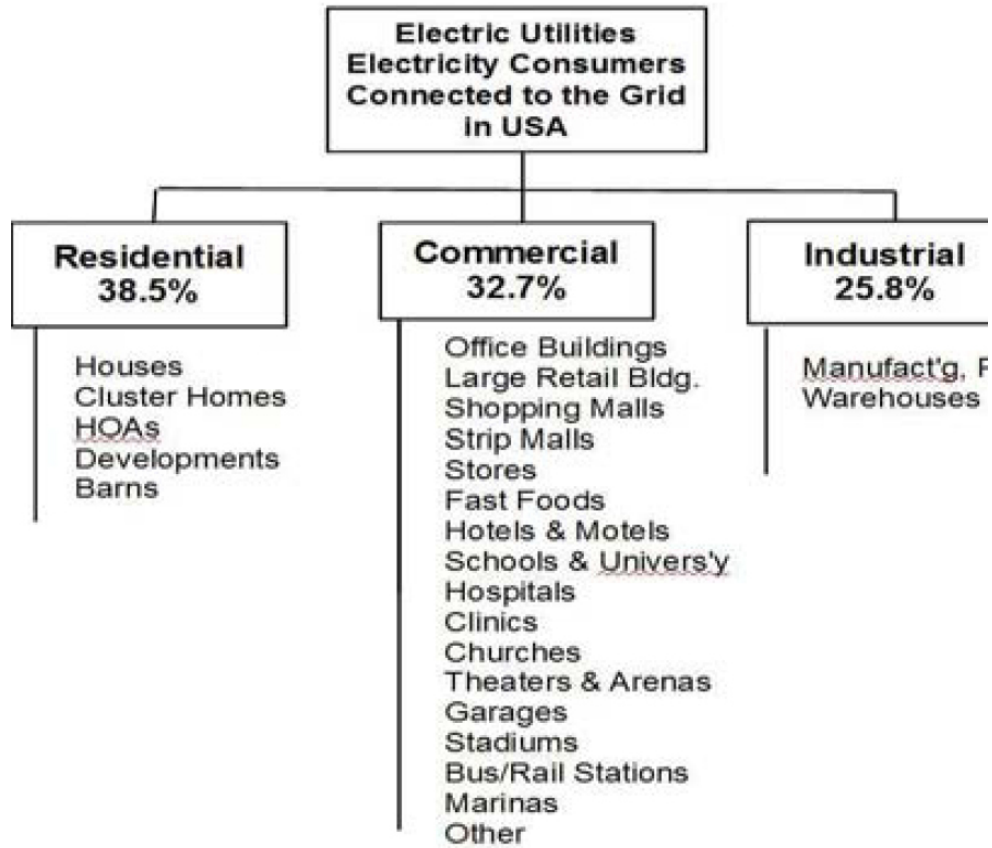 Electric Utilities
Electricity Consumers
Connected to the Grid
in USA
Residential
38.5%
Houses
Cluster Homes
HOAs
Developments
Barns
Commercial
32.7%
Office Buildings
Large Retail Bldg.
Shopping Malls
Strip Malls
Stores
Fast Foods
Hotels & Motels
Schools & Univers'y
Hospitals
Clinics
Churches
Theaters & Arenas
Garages
Stadiums
Bus/Rail Stations
Marinas
Other
Industrial
25.8%
Manufact'g,
Warehouses